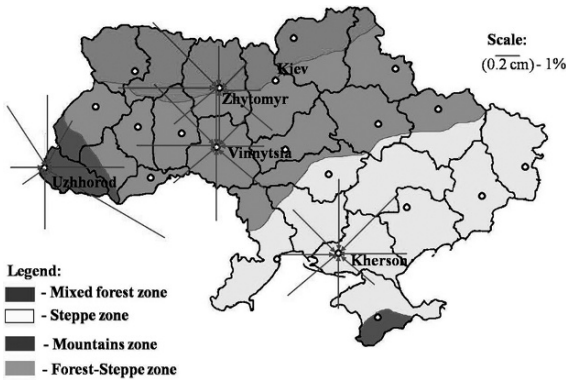 Kiev
Scale:
(0.2 cm) - 1%
Zhytomyr
Vinnytsia
Uzhhorod
Kherson
Legend:
- Mixed forest zone
- Steppe zone
- Mountains zone
- Forest-Steppe zone